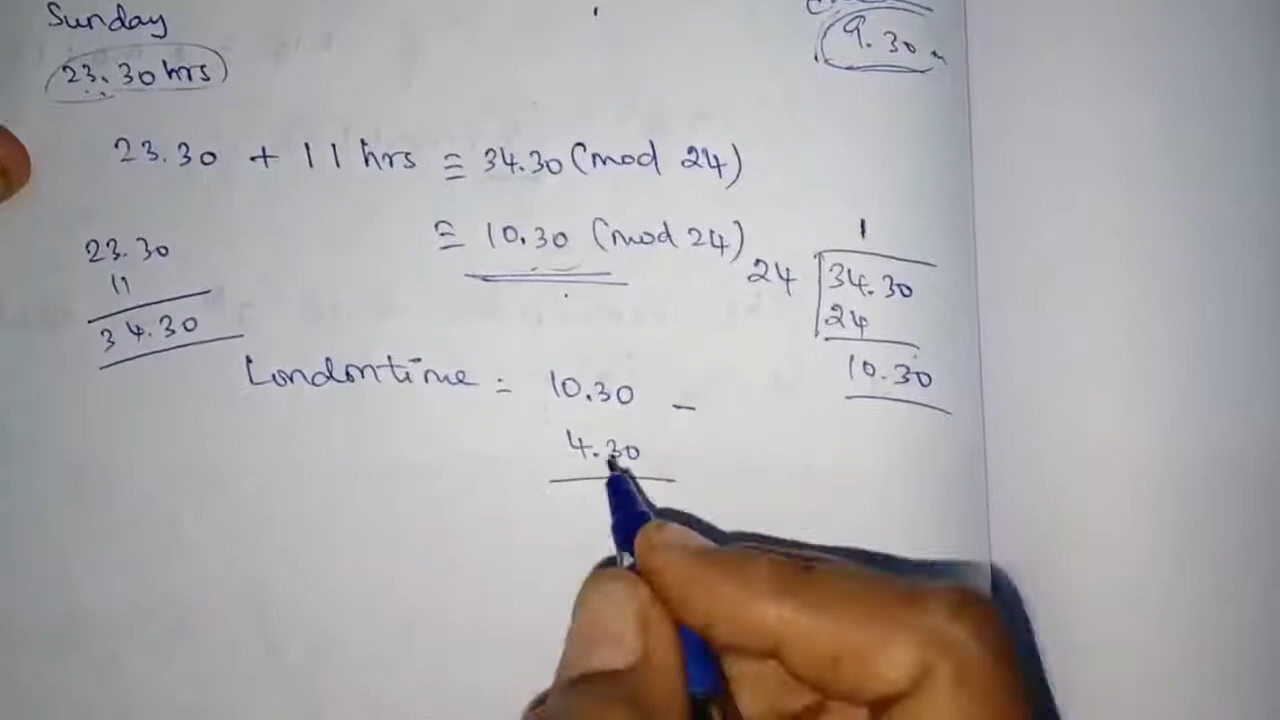 Sunday
23.30 hrs
9.30
23.30 + 11 hrs ≡ 34.30 (mod 24)
≡ 10.30 (mod 24)
23.30
11
34.30
1
24 34.30
24
10.30
London time = 10.30 -
4.30